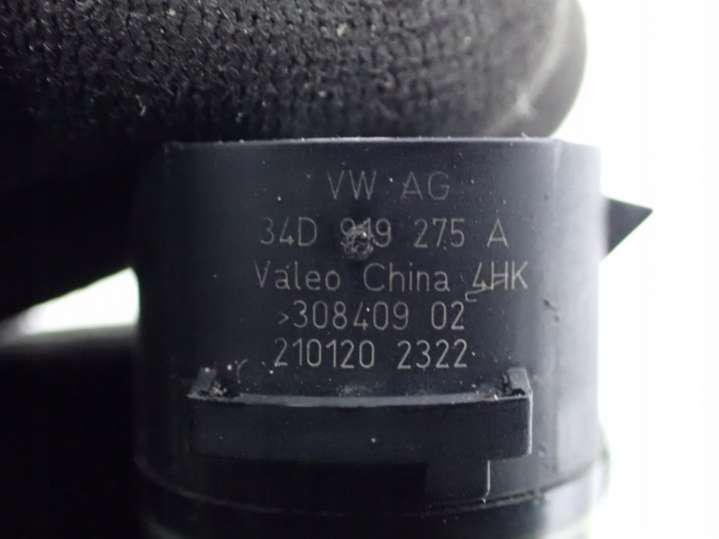 VW AG
34D 919 275 A
Valeo China 4HK
>308409 02
210120 2322